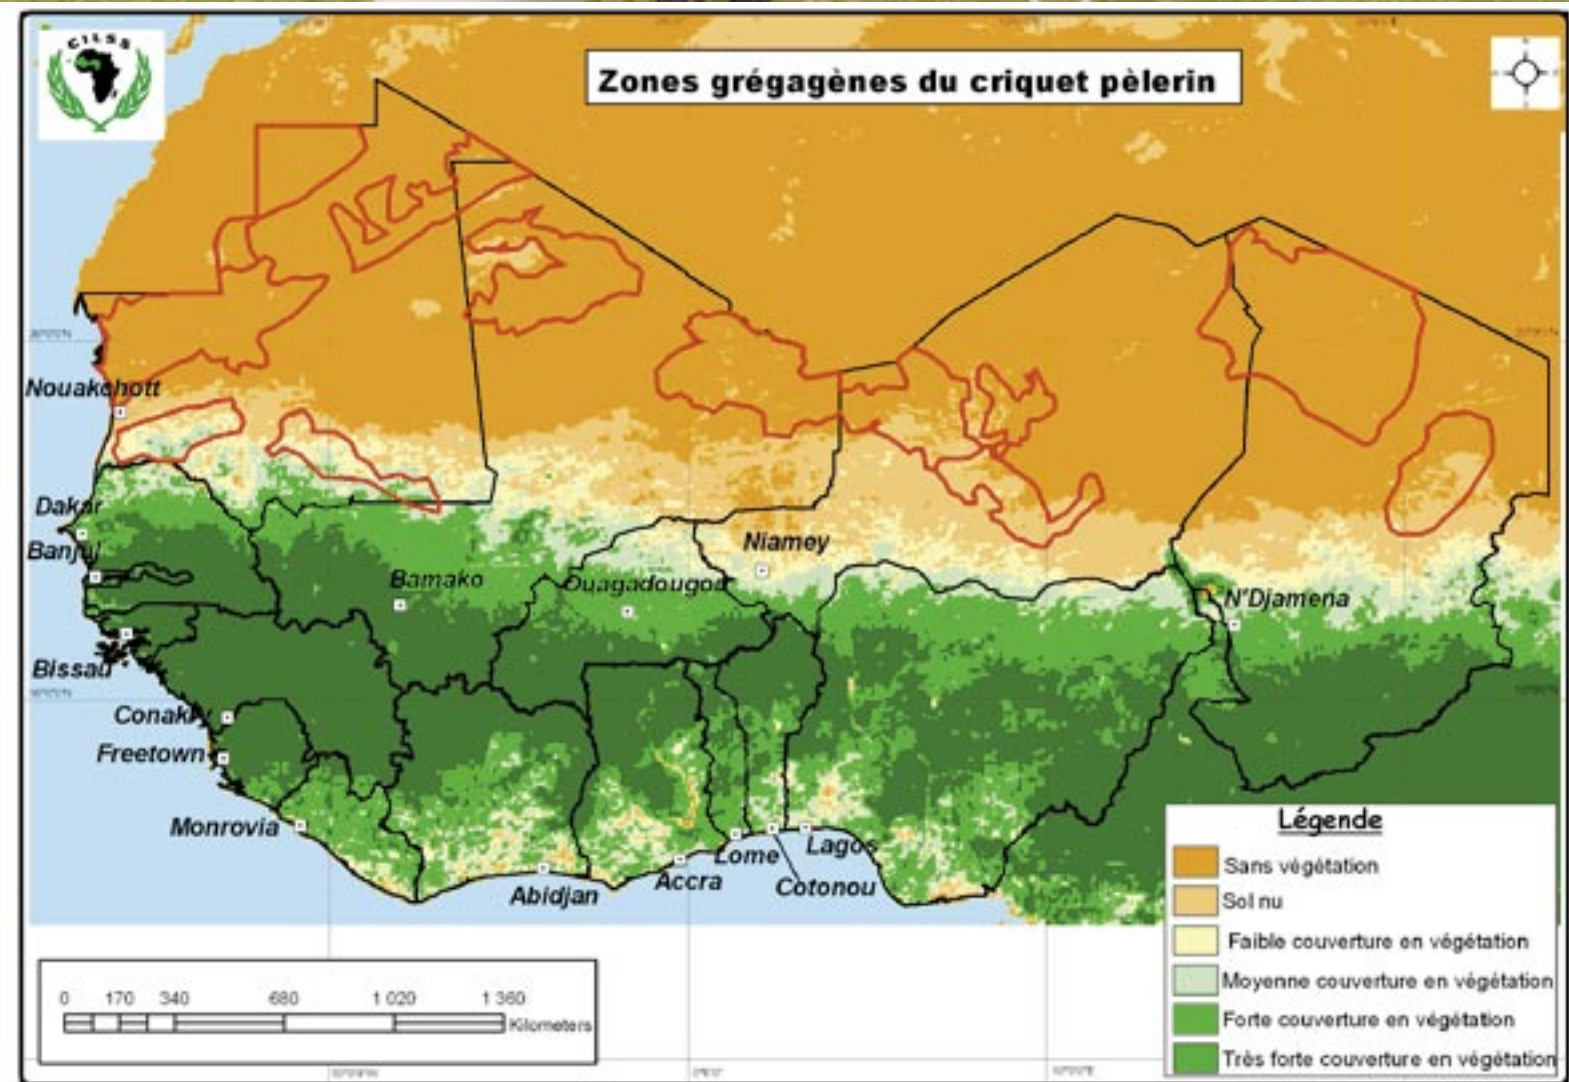 CILSS
Zones grégagènes du criquet pèlerin
Nouakchott
Dakar
Banjul
Bamako
Ouagadougou
Niamey
N'Djamena
Bissau
Conakry
Freetown
Monrovia
Abidjan
Accra
Lome
Cotonou
Lagos
Légende
Sans végétation
Sol nu
Faible couverture en végétation
Moyenne couverture en végétation
Forte couverture en végétation
Très forte couverture en végétation
0 170 340 680 1 020 1 360
Kilometers